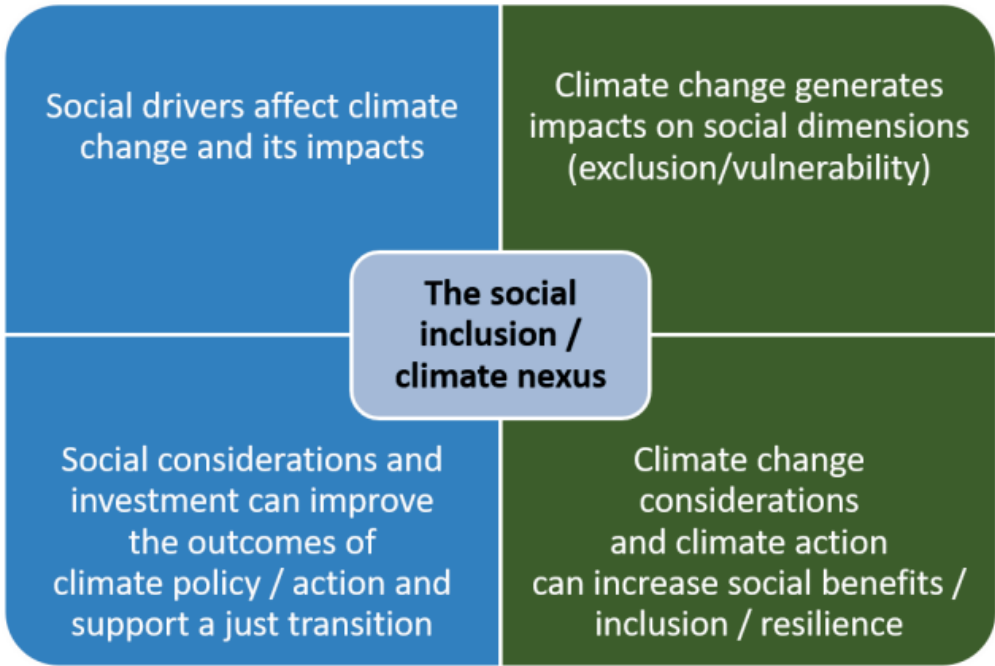 Social drivers affect climate
change and its impacts
Climate change generates
impacts on social dimensions
(exclusion/vulnerability)
The social
inclusion /
climate nexus
Social considerations and
investment can improve
the outcomes of
climate policy / action and
support a just transition
Climate change
considerations
and climate action
can increase social benefits /
inclusion / resilience